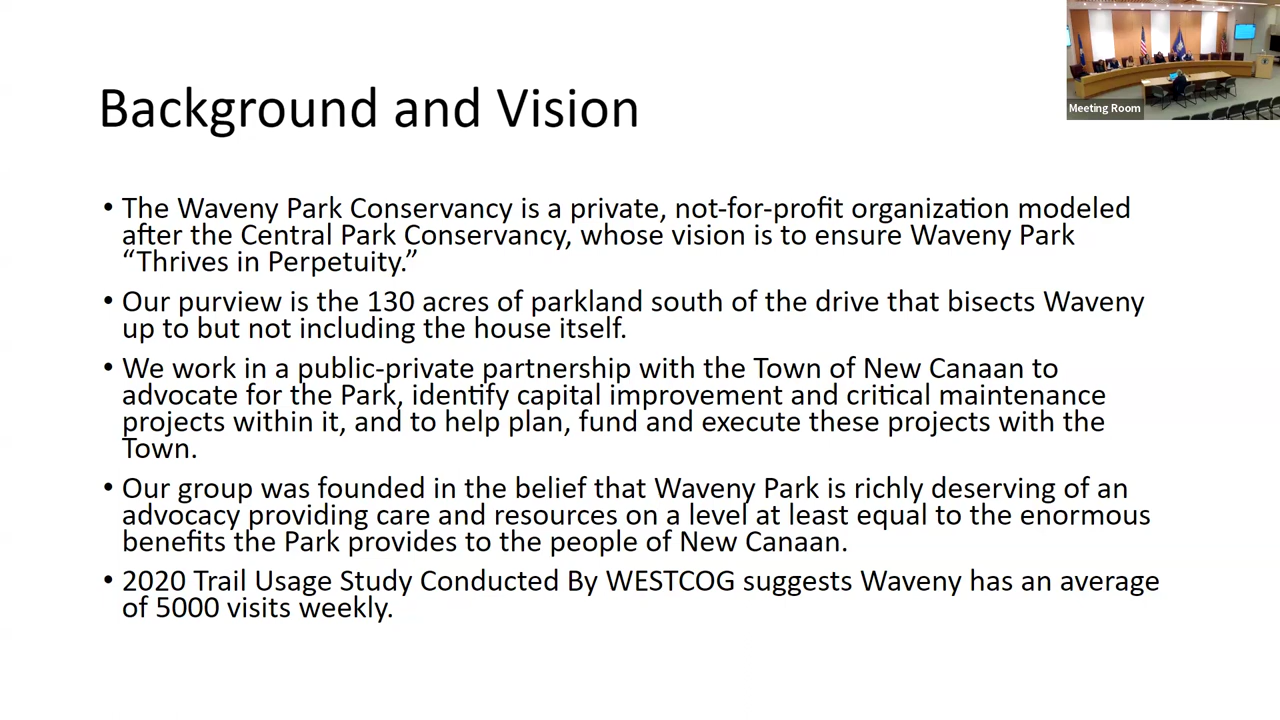 Meeting Room
Background and Vision
• The Waveny Park Conservancy is a private, not-for-profit organization modeled
after the Central Park Conservancy, whose vision is to ensure Waveny Park
“Thrives in Perpetuity.”
• Our purview is the 130 acres of parkland south of the drive that bisects Waveny
up to but not including the house itself.
• We work in a public-private partnership with the Town of New Canaan to
advocate for the Park, identify capital improvement and critical maintenance
projects within it, and to help plan, fund and execute these projects with the
Town.
• Our group was founded in the belief that Waveny Park is richly deserving of an
advocacy providing care and resources on a level at least equal to the enormous
benefits the Park provides to the people of New Canaan.
• 2020 Trail Usage Study Conducted By WESTCOG suggests Waveny has an average
of 5000 visits weekly.